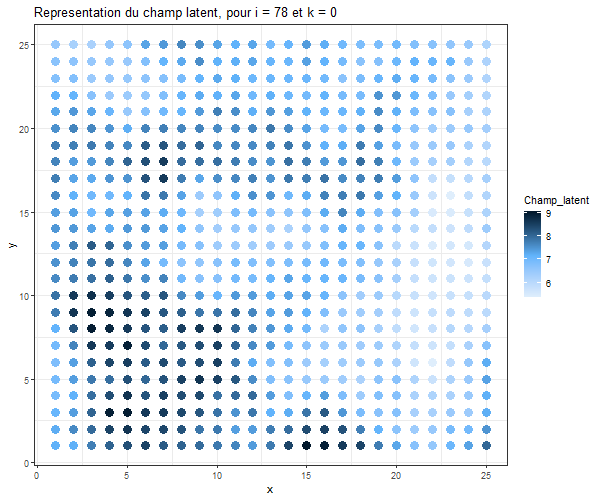 Representation du champ latent, pour i = 78 et k = 0
25
20
15
10
5
0
y
0 5 10 15 20 25
x
Champ_latent
9
8
7
6